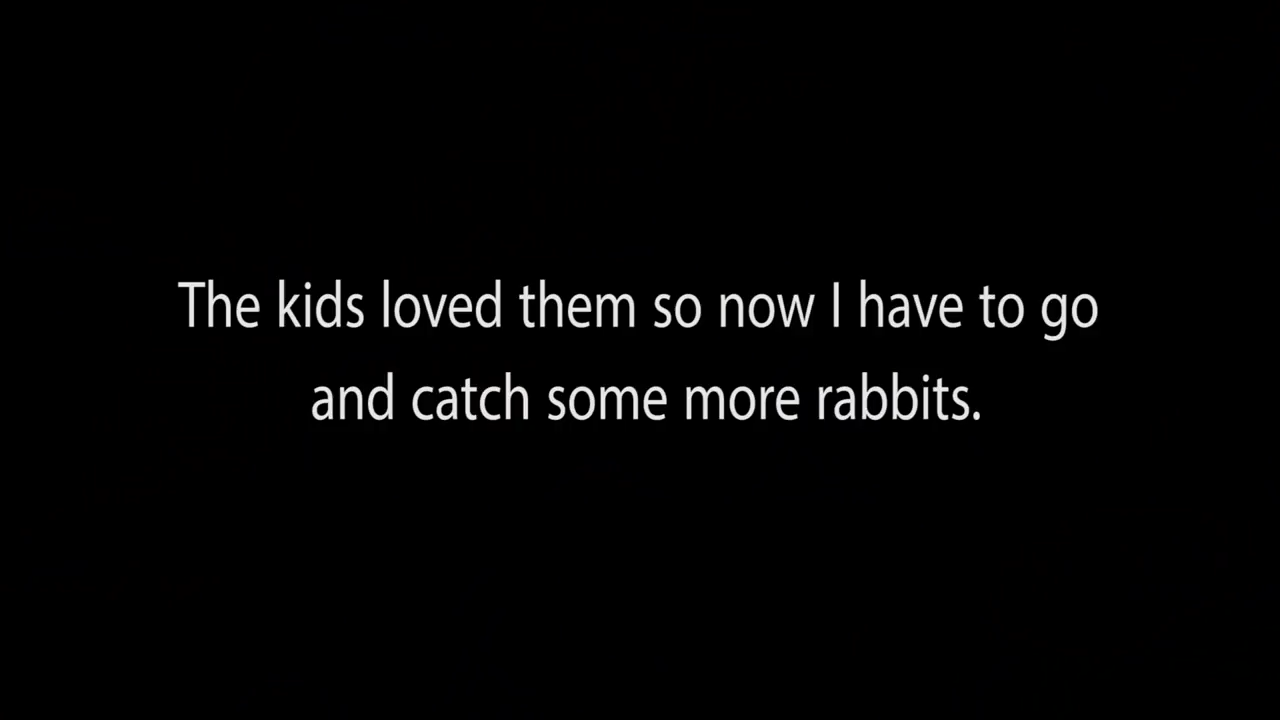 The kids loved them so now I have to go
and catch some more rabbits.